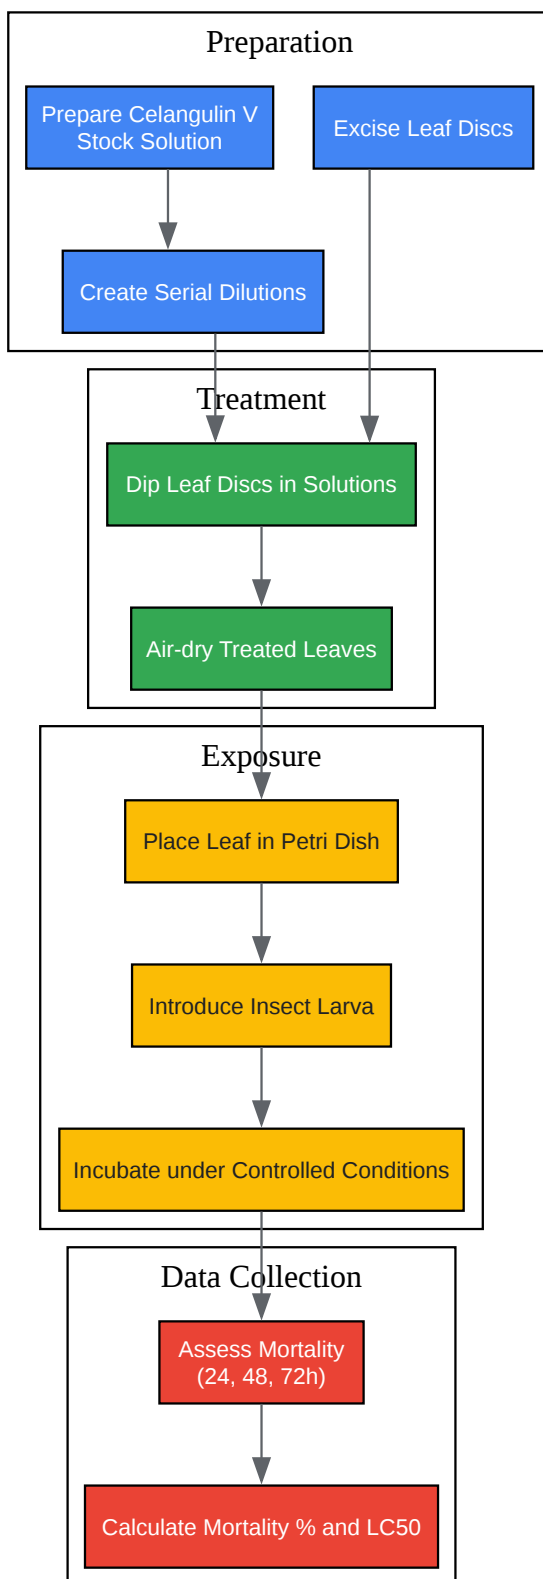 Preparation
Prepare Celangulin V
Stock Solution
Excise Leaf Discs
Create Serial Dilutions
Treatment
Dip Leaf Discs in Solutions
Air-dry Treated Leaves
Exposure
Place Leaf in Petri Dish
Introduce Insect Larva
Incubate under Controlled Conditions
Data Collection
Assess Mortality
(24, 48, 72h)
Calculate Mortality % and LC50